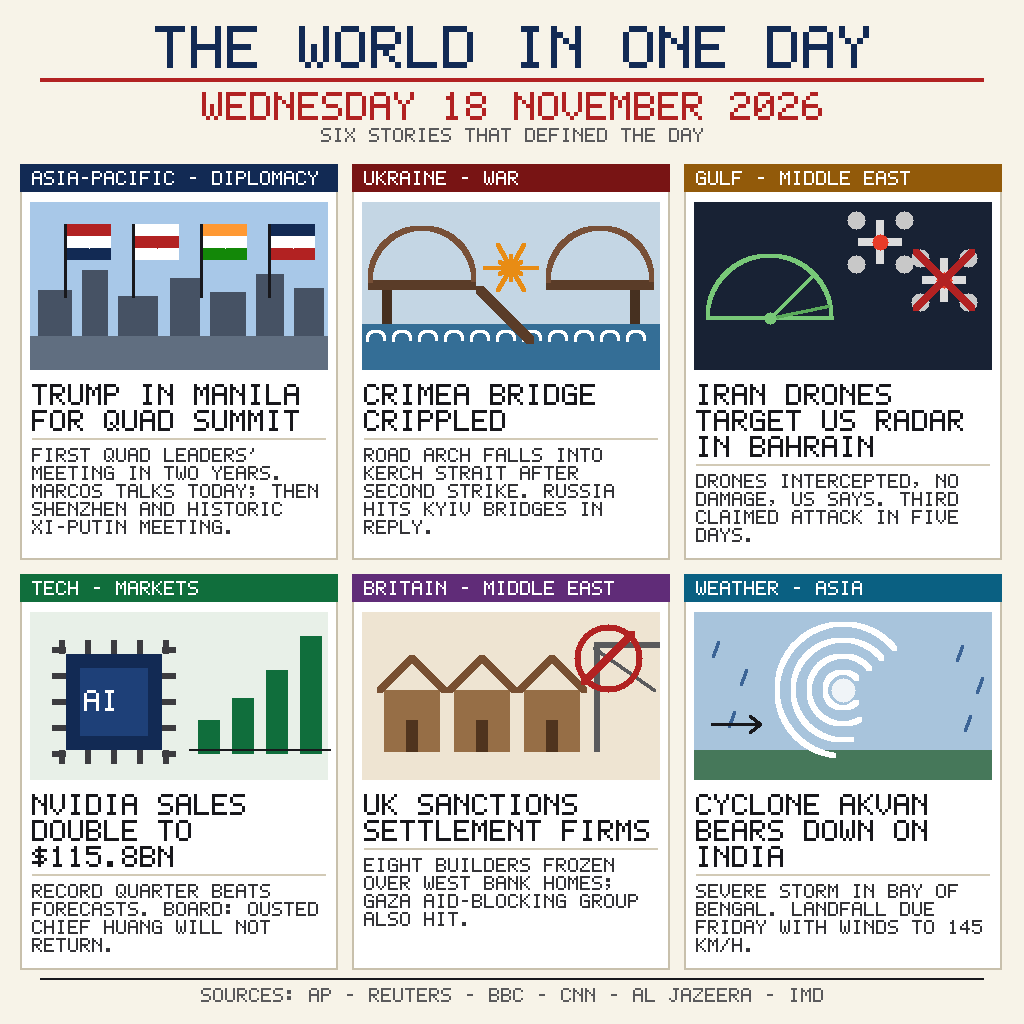 THE WORLD IN ONE DAY
WEDNESDAY 18 NOVEMBER 2026
SIX STORIES THAT DEFINED THE DAY
ASIA-PACIFIC - DIPLOMACY
TRUMP IN MANILA
FOR QUAD SUMMIT
FIRST QUAD LEADERS'
MEETING IN TWO YEARS.
MARCOS TALKS TODAY; THEN
SHENZHEN AND HISTORIC
XI-PUTIN MEETING.
UKRAINE - WAR
CRIMEA BRIDGE
CRIPPLED
ROAD ARCH FALLS INTO
KERCH STRAIT AFTER
SECOND STRIKE. RUSSIA
HITS KYIV BRIDGES IN
REPLY.
GULF - MIDDLE EAST
IRAN DRONES
TARGET US RADAR
IN BAHRAIN
DRONES INTERCEPTED, NO
DAMAGE, US SAYS. THIRD
CLAIMED ATTACK IN FIVE
DAYS.
TECH - MARKETS
AI
NVIDIA SALES
DOUBLE TO
$115.8BN
RECORD QUARTER BEATS
FORECASTS. BOARD: OUSTED
CHIEF HUANG WILL NOT
RETURN.
BRITAIN - MIDDLE EAST
UK SANCTIONS
SETTLEMENT FIRMS
EIGHT BUILDERS FROZEN
OVER WEST BANK HOMES;
GAZA AID-BLOCKING GROUP
ALSO HIT.
WEATHER - ASIA
CYCLONE AKVAN
BEARS DOWN ON
INDIA
SEVERE STORM IN BAY OF
BENGAL. LANDFALL DUE
FRIDAY WITH WINDS TO 145
KM/H.
SOURCES: AP - REUTERS - BBC - CNN - AL JAZEERA - IMD